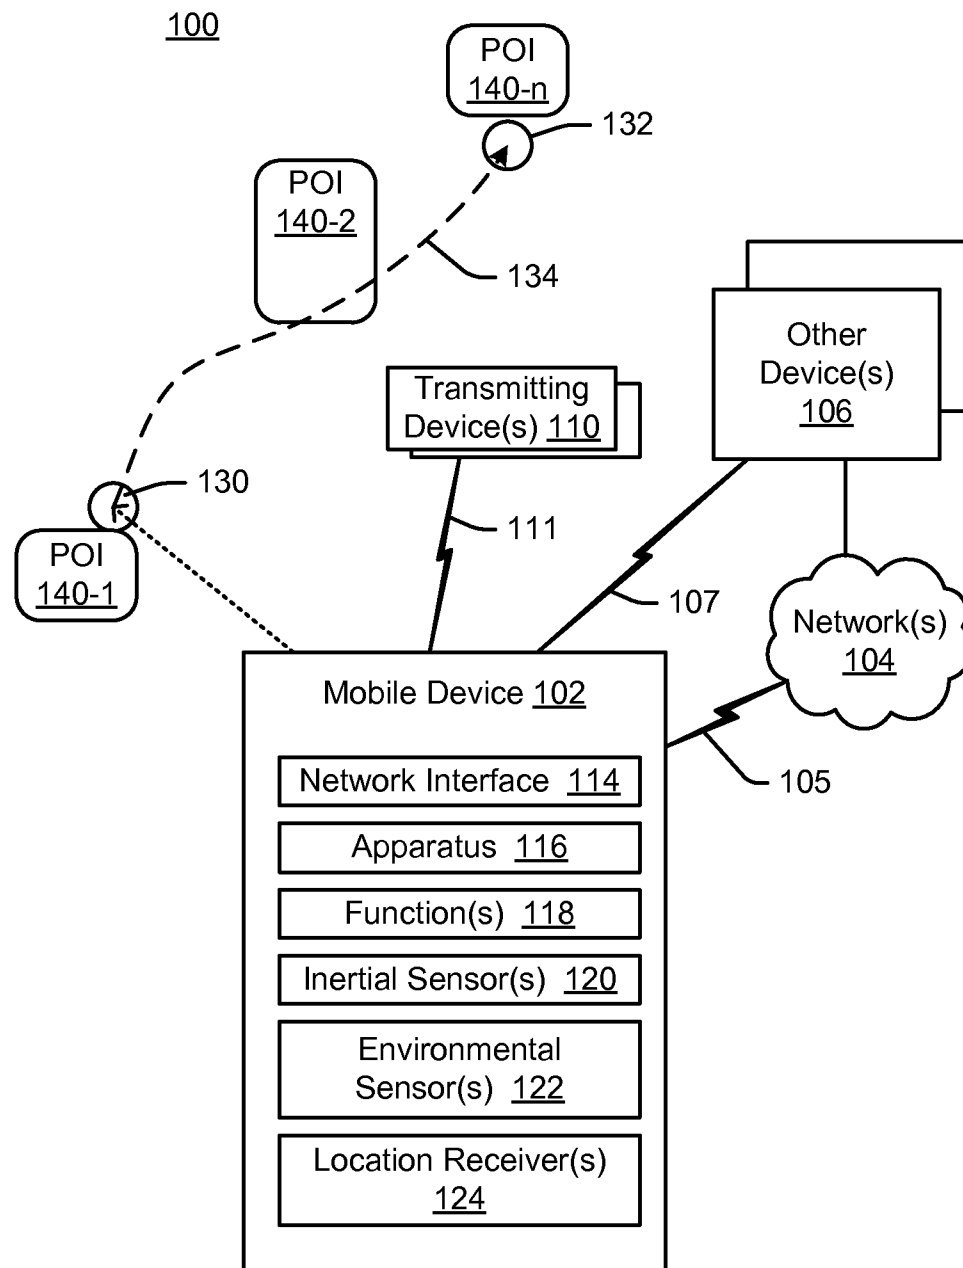 100
POI
140-n
132
POI
140-2
134
Other
Device(s)
106
Transmitting
Device(s) 110
130
111
POI
140-1
107
Network(s)
104
Mobile Device 102
105
Network Interface 114
Apparatus 116
Function(s) 118
Inertial Sensor(s) 120
Environmental
Sensor(s) 122
Location Receiver(s)
124